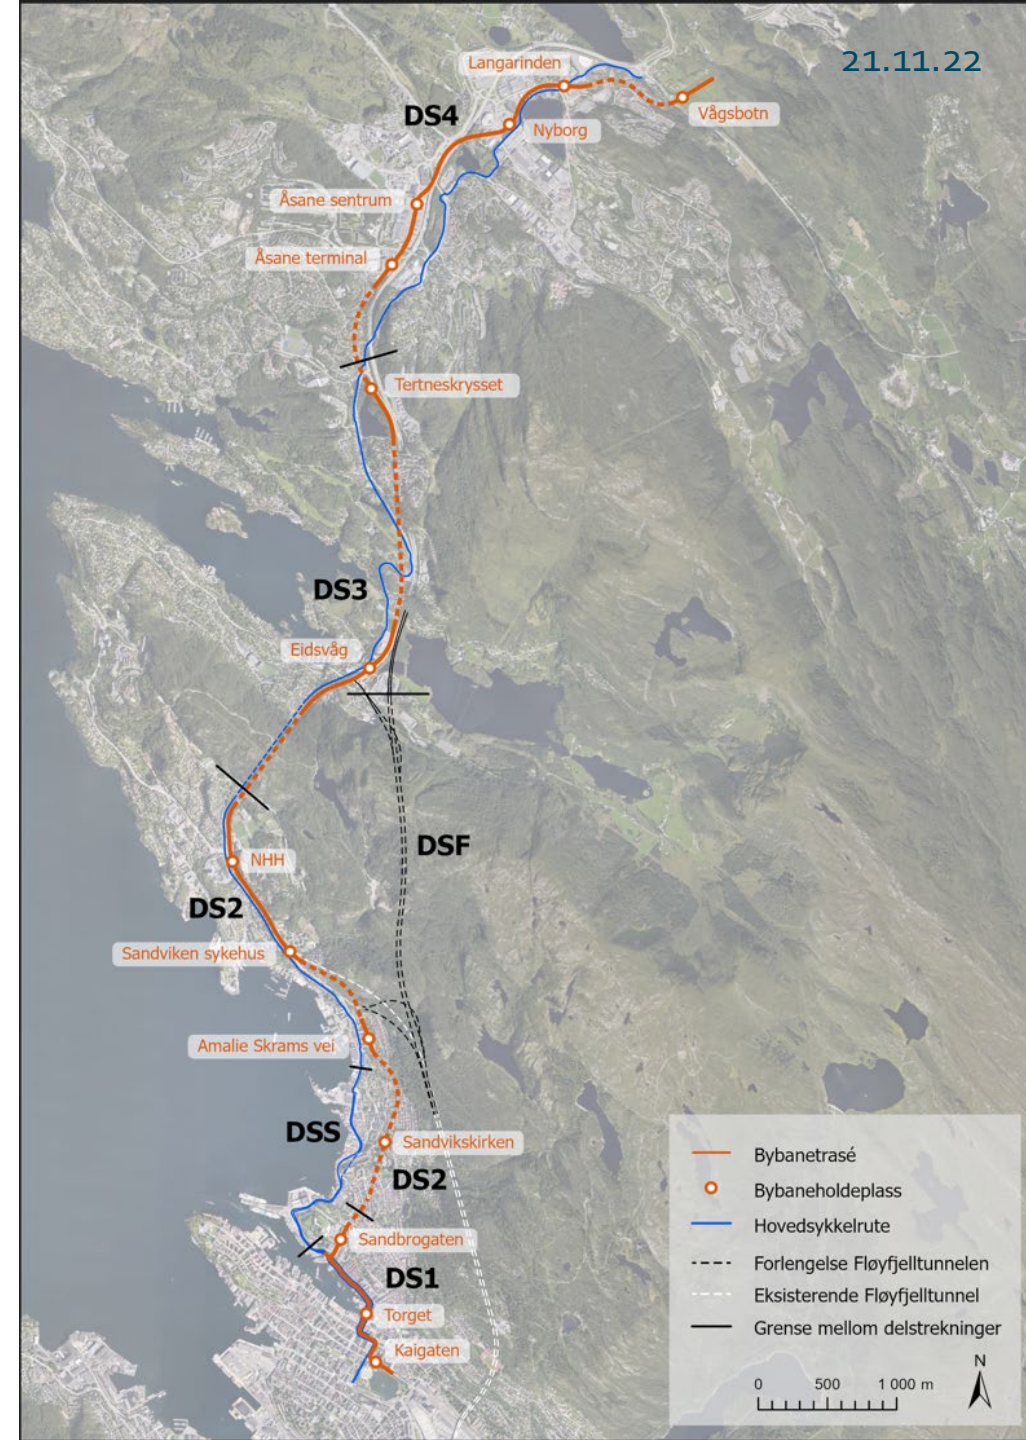 21.11.22
Langarinden
DS4
Vågsbotn
Nyborg
Åsane sentrum
Åsane terminal
Tertneskrysset
DS3
Eidsvåg
DSF
NHH
DS2
Sandviken sykehus
Amalie Skrams vei
DSS
Sandvikskirken
DS2
Sandbrogaten
DS1
Torget
Kaigaten
Bybanetrasé
Bybaneholdeplass
Hovedsykkelrute
Forlengelse Fløyfjelltunnelen
Eksisterende Fløyfjelltunnel
Grense mellom delstrekninger
N
0 500 1 000 m